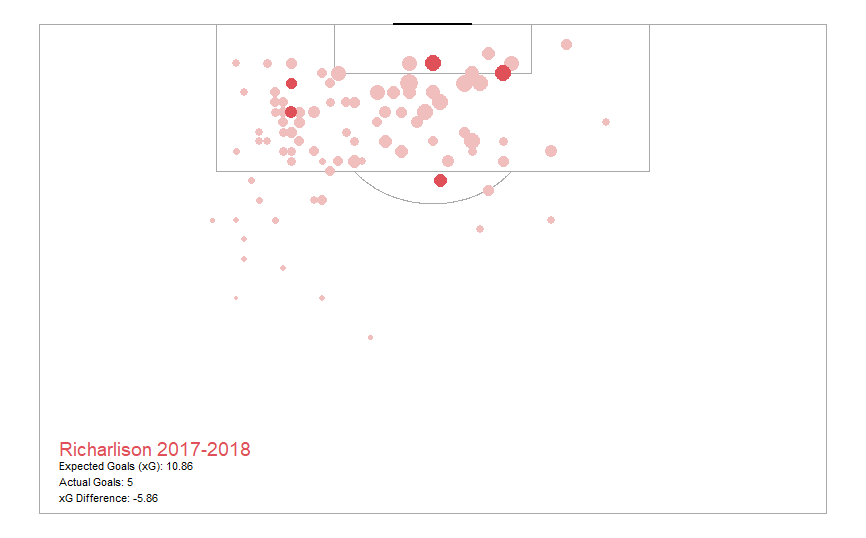 Richarlison 2017-2018
Expected Goals (xG): 10.86
Actual Goals: 5
xG Difference: -5.86